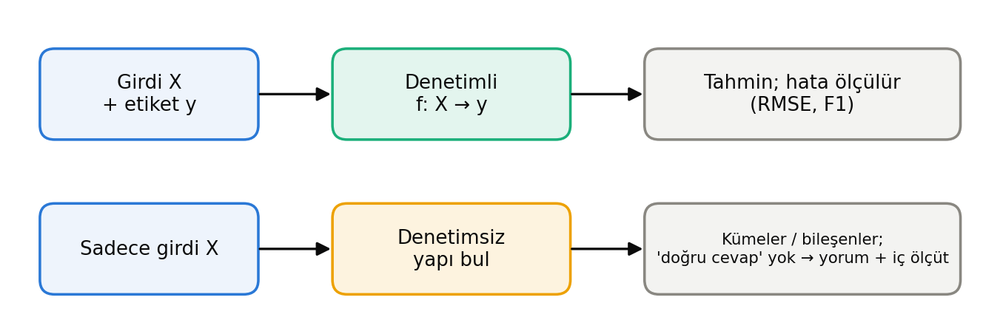 Girdi X
+ etiket y
Denetimli
f: X → y
Tahmin; hata ölçülür
(RMSE, F1)
Sadece girdi X
Denetimsiz
yapı bul
Kümeler / bileşenler;
'doğru cevap' yok → yorum + iç ölçüt